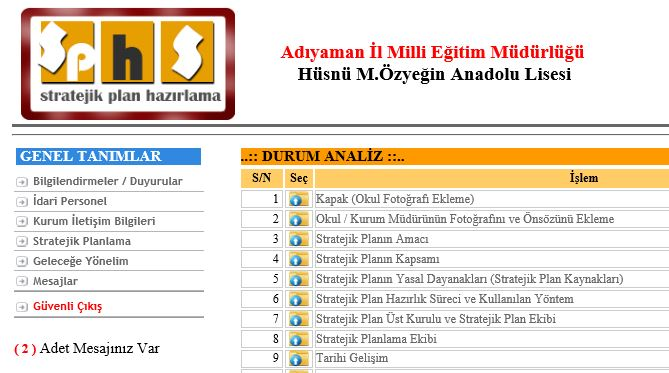 SphS
stratejik plan hazırlama
Adıyaman İl Milli Eğitim Müdürlüğü
Hüsnü M.Özyeğin Anadolu Lisesi
GENEL TANIMLAR
Bilgilendirmeler / Duyurular
İdari Personel
Kurum İletişim Bilgileri
Stratejik Planlama
Geleceğe Yönelim
Mesajlar
Güvenli Çıkış
( 2 ) Adet Mesajınız Var
..:: DURUM ANALİZ ::..
S/N Seç İşlem
1 Kapak (Okul Fotoğrafı Ekleme)
2 Okul / Kurum Müdürünün Fotoğrafını ve Önsözünü Ekleme
3 Stratejik Planın Amacı
4 Stratejik Planın Kapsamı
5 Stratejik Planın Yasal Dayanakları (Stratejik Plan Kaynakları)
6 Stratejik Plan Hazırlık Süreci ve Kullanılan Yöntem
7 Stratejik Plan Üst Kurulu ve Stratejik Plan Ekibi
8 Stratejik Planlama Ekibi
9 Tarihi Gelişim